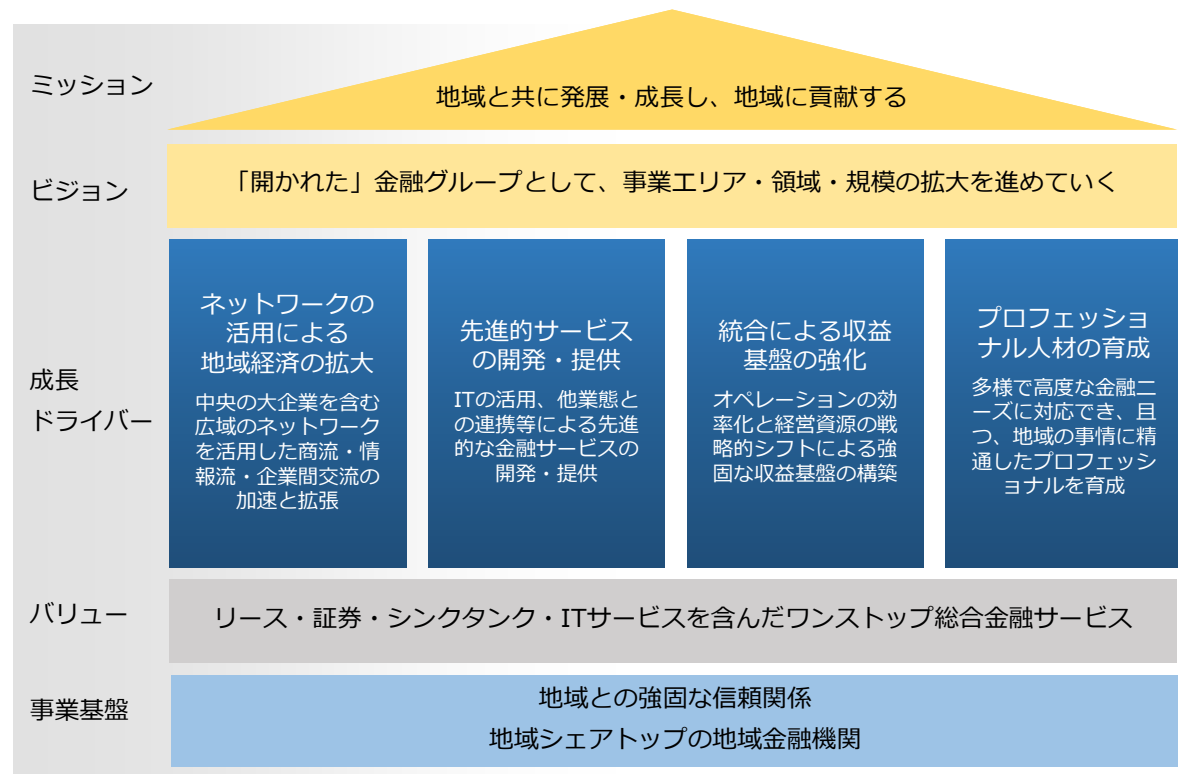 ミッション
地域と共に発展・成長し、地域に貢献する
ビジョン
「開かれた」金融グループとして、事業エリア・領域・規模の拡大を進めていく
成長
ドライバー
ネットワークの
活用による
地域経済の拡大
中央の大企業を含む
広域のネットワーク
を活用した商流・情
報流・企業間交流の
加速と拡張
先進的サービス
の開発・提供
ITの活用、他業態と
の連携等による先進
的な金融サービスの
開発・提供
統合による収益
基盤の強化
オペレーションの効
率化と経営資源の戦
略的シフトによる強
固な収益基盤の構築
プロフェッショ
ナル人材の育成
多様で高度な金融ニ
ーズに対応でき、且
つ、地域の事情に精
通したプロフェッシ
ョナルを育成
バリュー
リース・証券・シンクタンク・ITサービスを含んだワンストップ総合金融サービス
事業基盤
地域との強固な信頼関係
地域シェアトップの地域金融機関